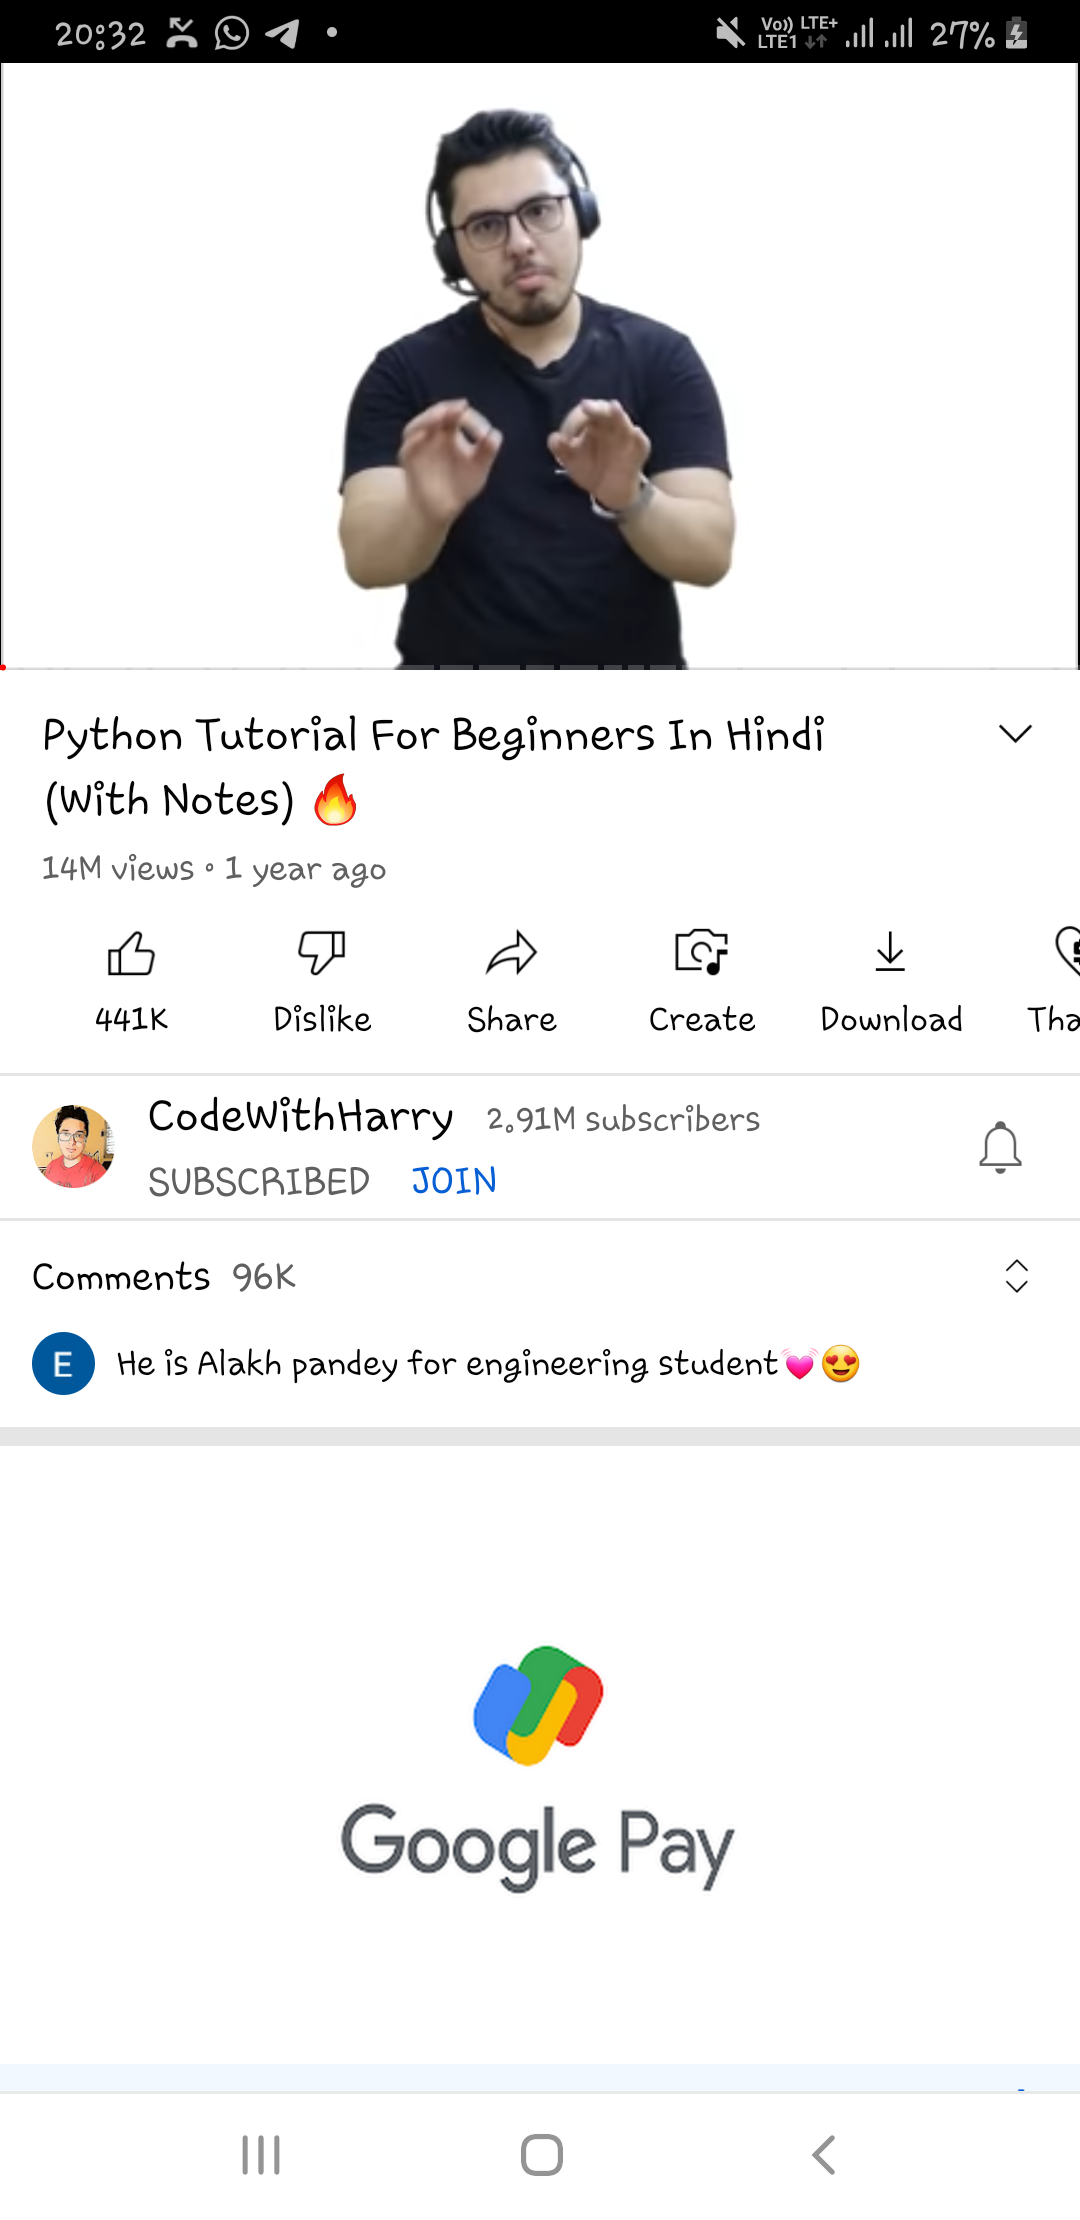 20:32 Vo)) LTE1 LTE+ 27%
Python Tutorial For Beginners In Hindi
(With Notes) 🔥
14M views • 1 year ago
441K Dislike Share Create Download Tha
CodeWithHarry 2.91M subscribers
SUBSCRIBED JOIN
Comments 96K
E He is Alakh pandey for engineering student💓😍
Google Pay